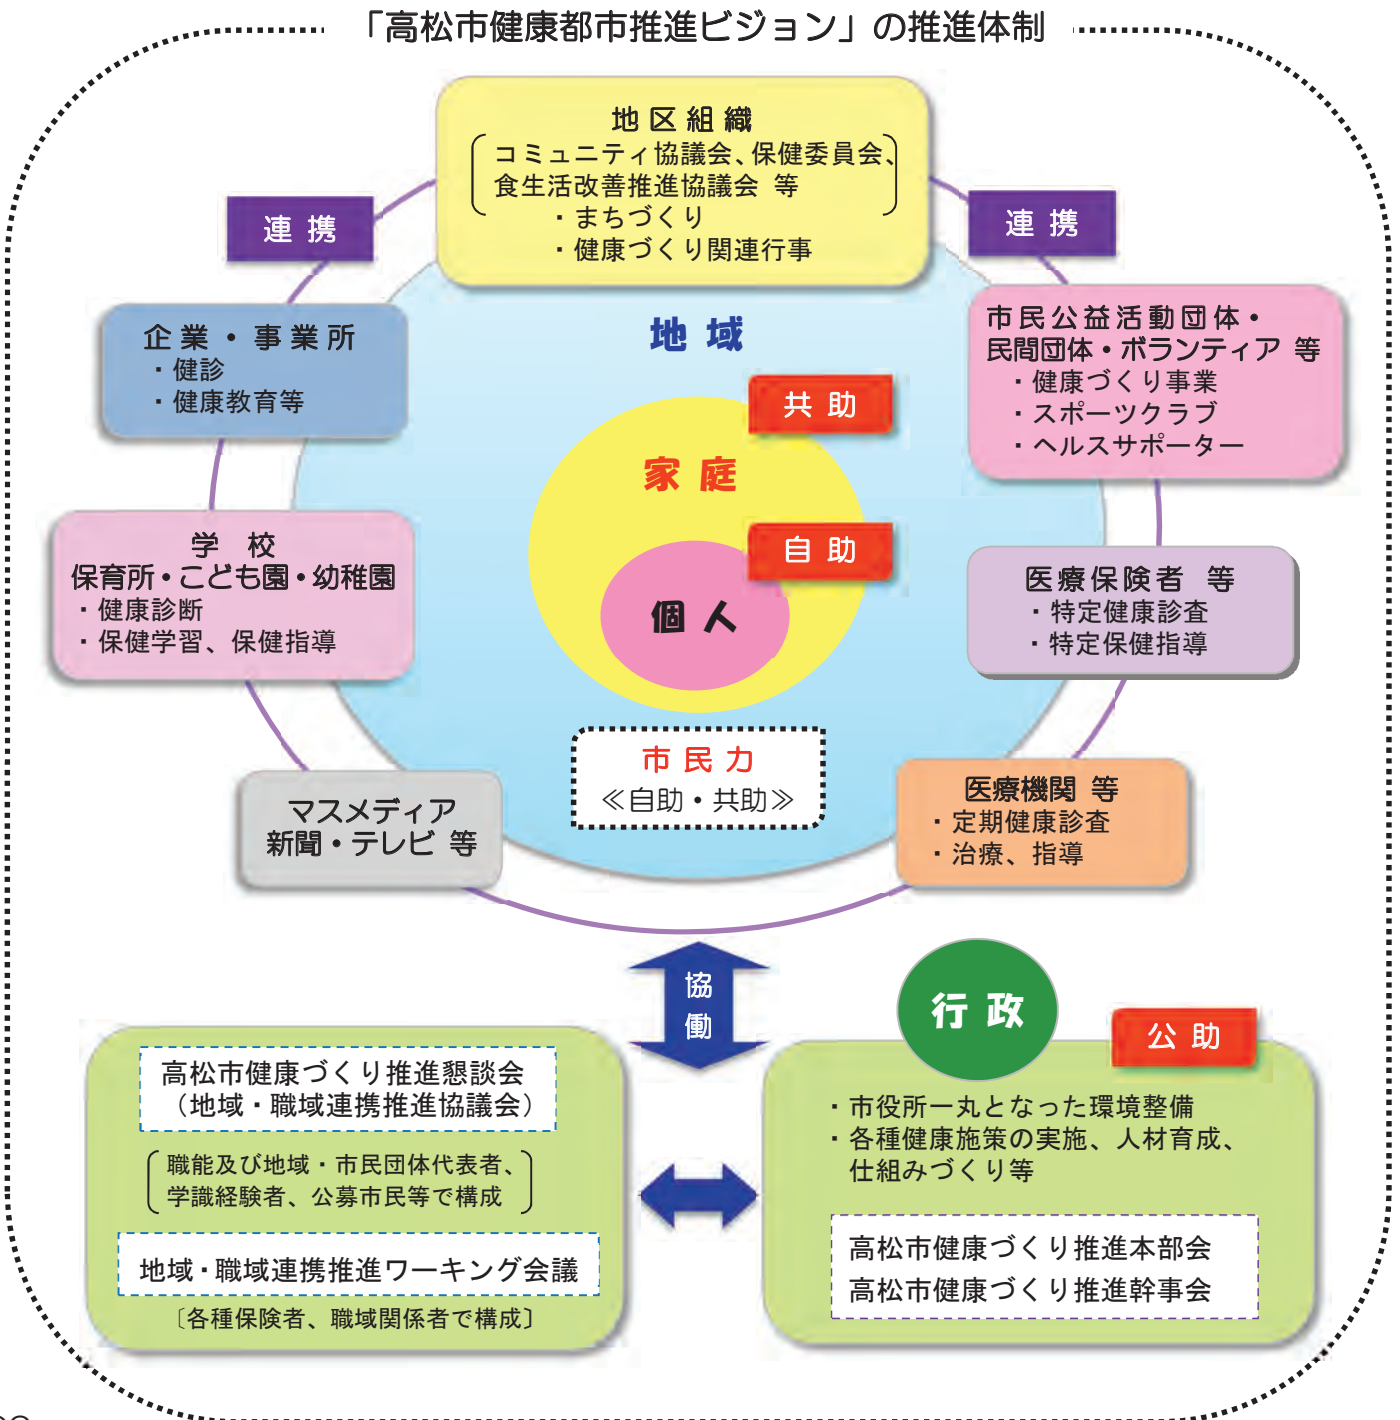 「高松市健康都市推進ビジョン」の推進体制
地区組織
コミュニティ協議会、保健委員会、
食生活改善推進協議会 等
・まちづくり
・健康づくり関連行事
連携
連携
企業・事業所
・健診
・健康教育等
地域
市民公益活動団体・
民間団体・ボランティア 等
・健康づくり事業
・スポーツクラブ
・ヘルスサポーター
共助
家庭
自助
個人
学校
保育所・こども園・幼稚園
・健康診断
・保健学習、保健指導
医療保険者 等
・特定健康診査
・特定保健指導
市民力
≪自助・共助≫
マスメディア
新聞・テレビ 等
医療機関 等
・定期健康診査
・治療、指導
協
働
行政
公助
高松市健康づくり推進懇談会
（地域・職域連携推進協議会）
職能及び地域・市民団体代表者、
学識経験者、公募市民等で構成
地域・職域連携推進ワーキング会議
〔各種保険者、職域関係者で構成〕
・市役所一丸となった環境整備
・各種健康施策の実施、人材育成、
仕組みづくり等
高松市健康づくり推進本部会
高松市健康づくり推進幹事会